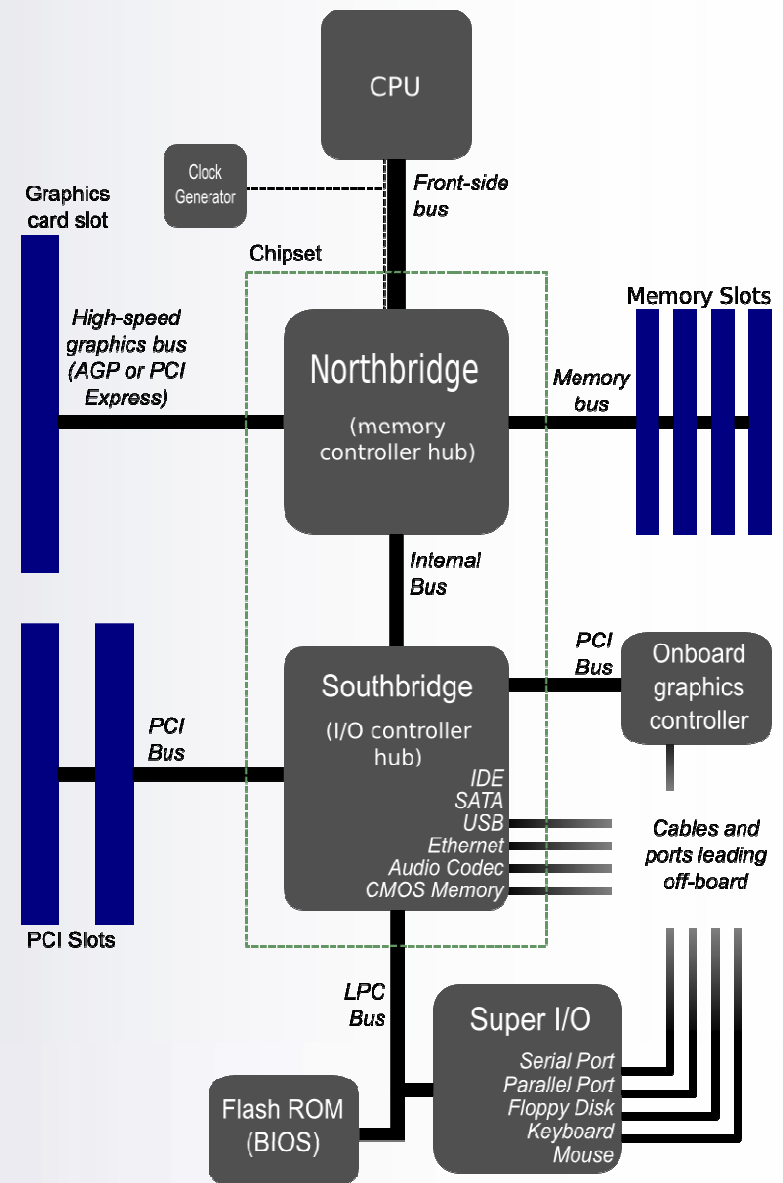 CPU
Clock
Generator
Front-side
bus
Graphics
card slot
Chipset
High-speed
graphics bus
(AGP or PCI
Express)
Northbridge
(memory
controller hub)
Memory Slots
Memory
bus
Internal
Bus
PCI
Bus
Onboard
graphics
controller
Southbridge
(I/O controller
hub)
PCI
Bus
IDE
SATA
USB
Ethernet
Audio Codec
CMOS Memory
Cables and
ports leading
off-board
PCI Slots
LPC
Bus
Super I/O
Serial Port
Parallel Port
Floppy Disk
Keyboard
Mouse
Flash ROM
(BIOS)